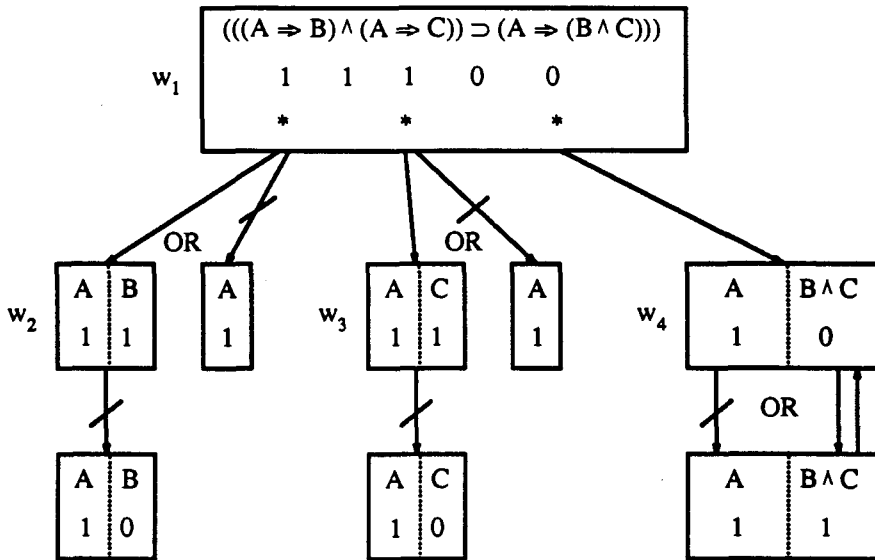 (((A ⇒ B) ∧ (A ⇒ C)) ⊃ (A ⇒ (B ∧ C)))
w1 1 1 1 0 0
* * *
OR OR
A B A A C A A B ∧ C
w2 w3 w4
1 1 1 1 1 1 1 0
OR
A B A C A B ∧ C
1 0 1 0 1 1